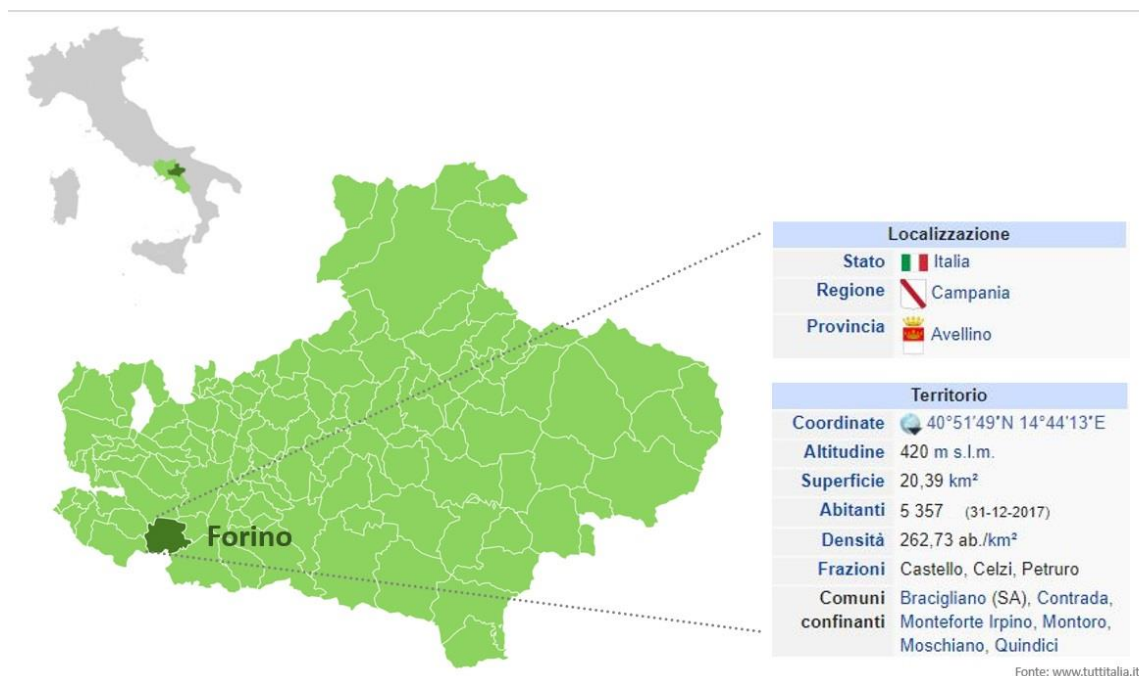 Forino
Localizzazione
Stato Italia
Regione Campania
Provincia Avellino
Territorio
Coordinate 40°51′49″N 14°44′13″E
Altitudine 420 m s.l.m.
Superficie 20,39 km²
Abitanti 5 357 (31-12-2017)
Densità 262,73 ab./km²
Frazioni Castello, Celzi, Petruro
Comuni confinanti Bracigliano (SA), Contrada,
Monteforte Irpino, Montoro,
Moschiano, Quindici
Fonte: www.tuttitalia.it